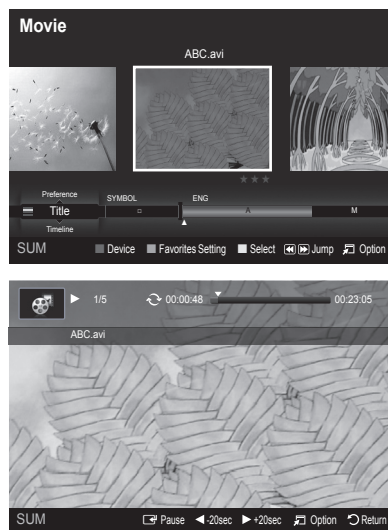 Movie
ABC.avi
★★★
Preference
SYMBOL ENG
Title A M
Timeline
SUM Device Favorites Setting Select Jump Option
1/5 00:00:48 00:23:05
ABC.avi
SUM Pause -20sec +20sec Option Return